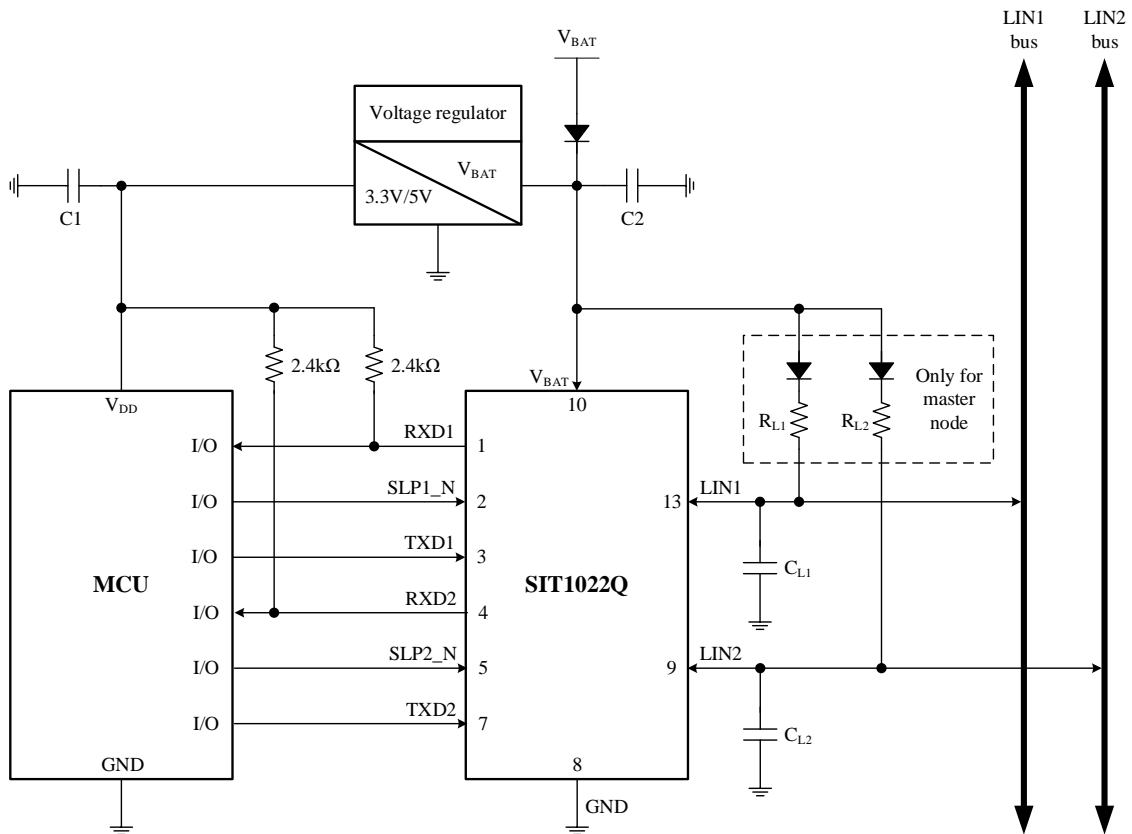 LIN1
bus
LIN2
bus
VBAT
Voltage regulator
VBAT
3.3V/5V
C1
C2
2.4kΩ
2.4kΩ
Only for
master
node
RL1
RL2
VDD
VBAT
10
I/O
RXD1
1
I/O
SLP1_N
2
13
LIN1
I/O
TXD1
3
CL1
MCU
SIT1022Q
I/O
RXD2
4
I/O
SLP2_N
5
9
LIN2
I/O
TXD2
7
CL2
GND
8
GND